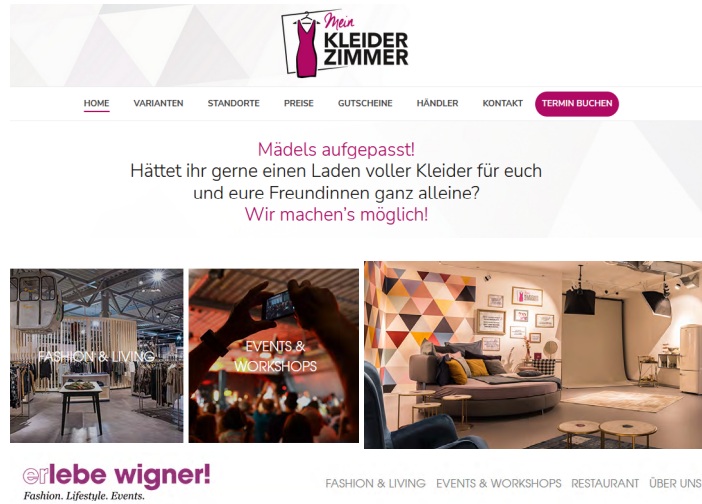 Mein
KLEIDER
ZIMMER
HOME VARIANTEN STANDORTE PREISE GUTSCHEINE HÄNDLER KONTAKT TERMIN BUCHEN
Mädels aufgepasst!
Hättet ihr gerne einen Laden voller Kleider für euch
und eure Freundinnen ganz alleine?
Wir machen’s möglich!
FASHION & LIVING
EVENTS &
WORKSHOPS
erlebe wigner!
Fashion. Lifestyle. Events.
FASHION & LIVING EVENTS & WORKSHOPS RESTAURANT ÜBER UNS